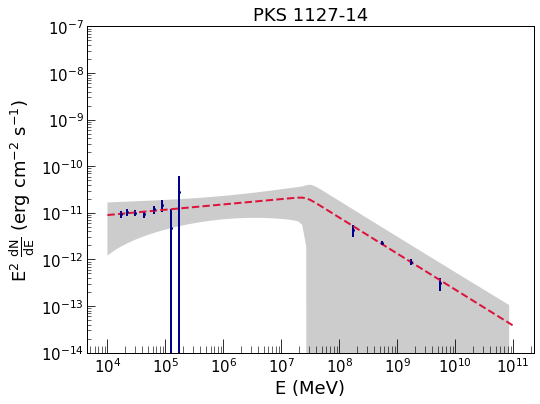 PKS 1127-14
E² dN/dE (erg cm⁻² s⁻¹)
10⁻⁷
10⁻⁸
10⁻⁹
10⁻¹⁰
10⁻¹¹
10⁻¹²
10⁻¹³
10⁻¹⁴
10⁴ 10⁵ 10⁶ 10⁷ 10⁸ 10⁹ 10¹⁰ 10¹¹
E (MeV)